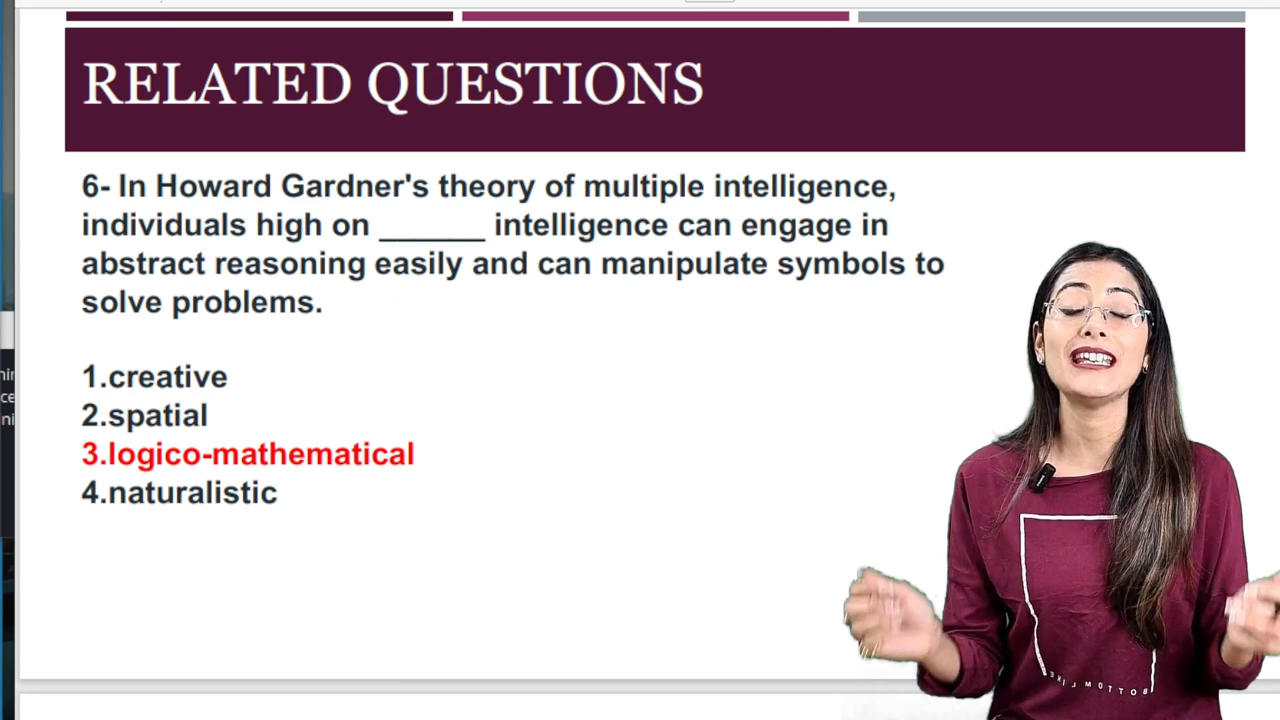 RELATED QUESTIONS
6- In Howard Gardner's theory of multiple intelligence,
individuals high on ______ intelligence can engage in
abstract reasoning easily and can manipulate symbols to
solve problems.
1.creative
2.spatial
3.logico-mathematical
4.naturalistic